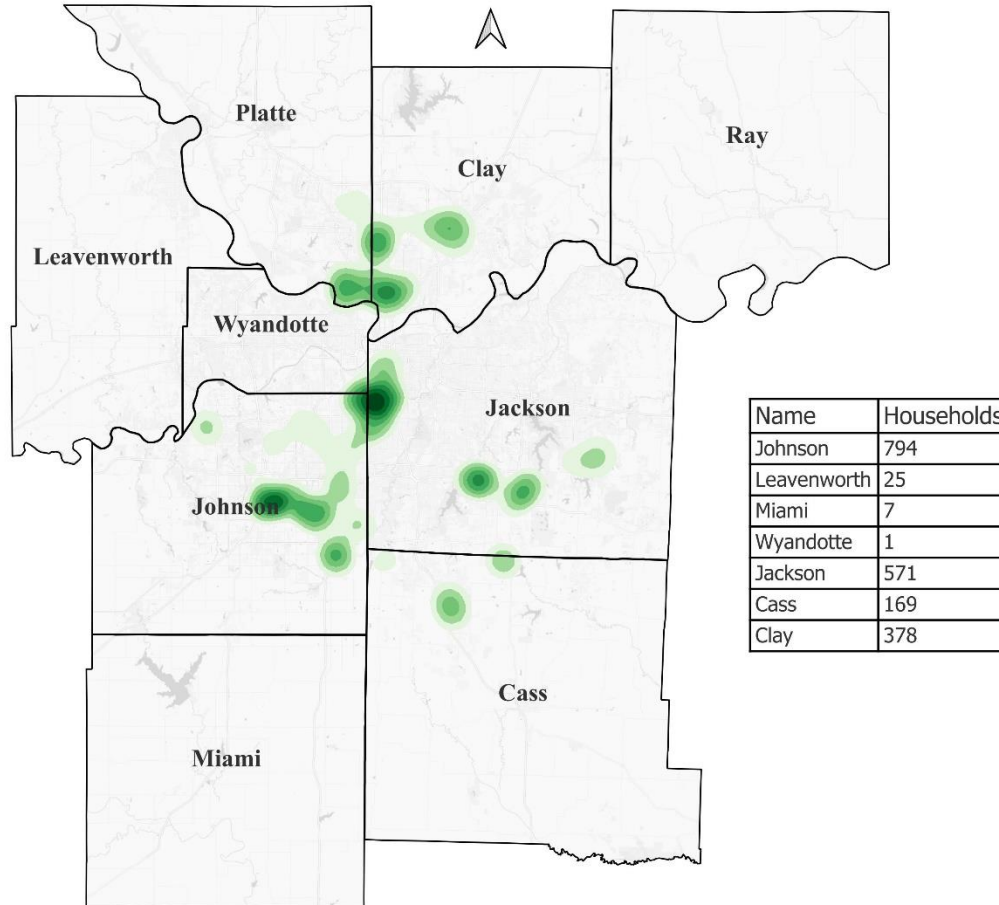 Platte
Clay
Ray
Leavenworth
Wyandotte
Jackson
Johnson
Cass
Miami
Name Households
Johnson 794
Leavenworth 25
Miami 7
Wyandotte 1
Jackson 571
Cass 169
Clay 378